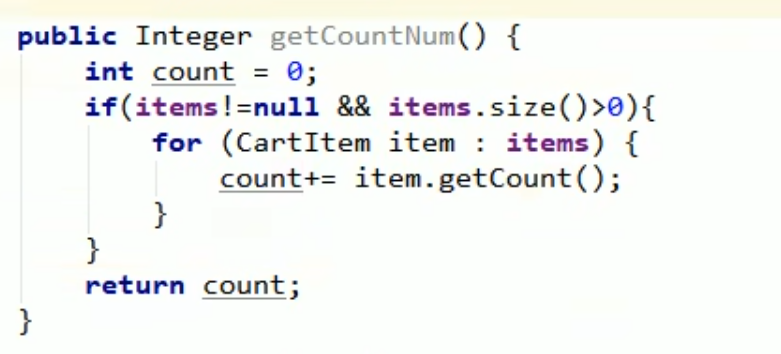 public Integer getCountNum() {
    int count = 0;
    if(items!=null && items.size()>0){
        for (CartItem item : items) {
            count+= item.getCount();
        }
    }
    return count;
}